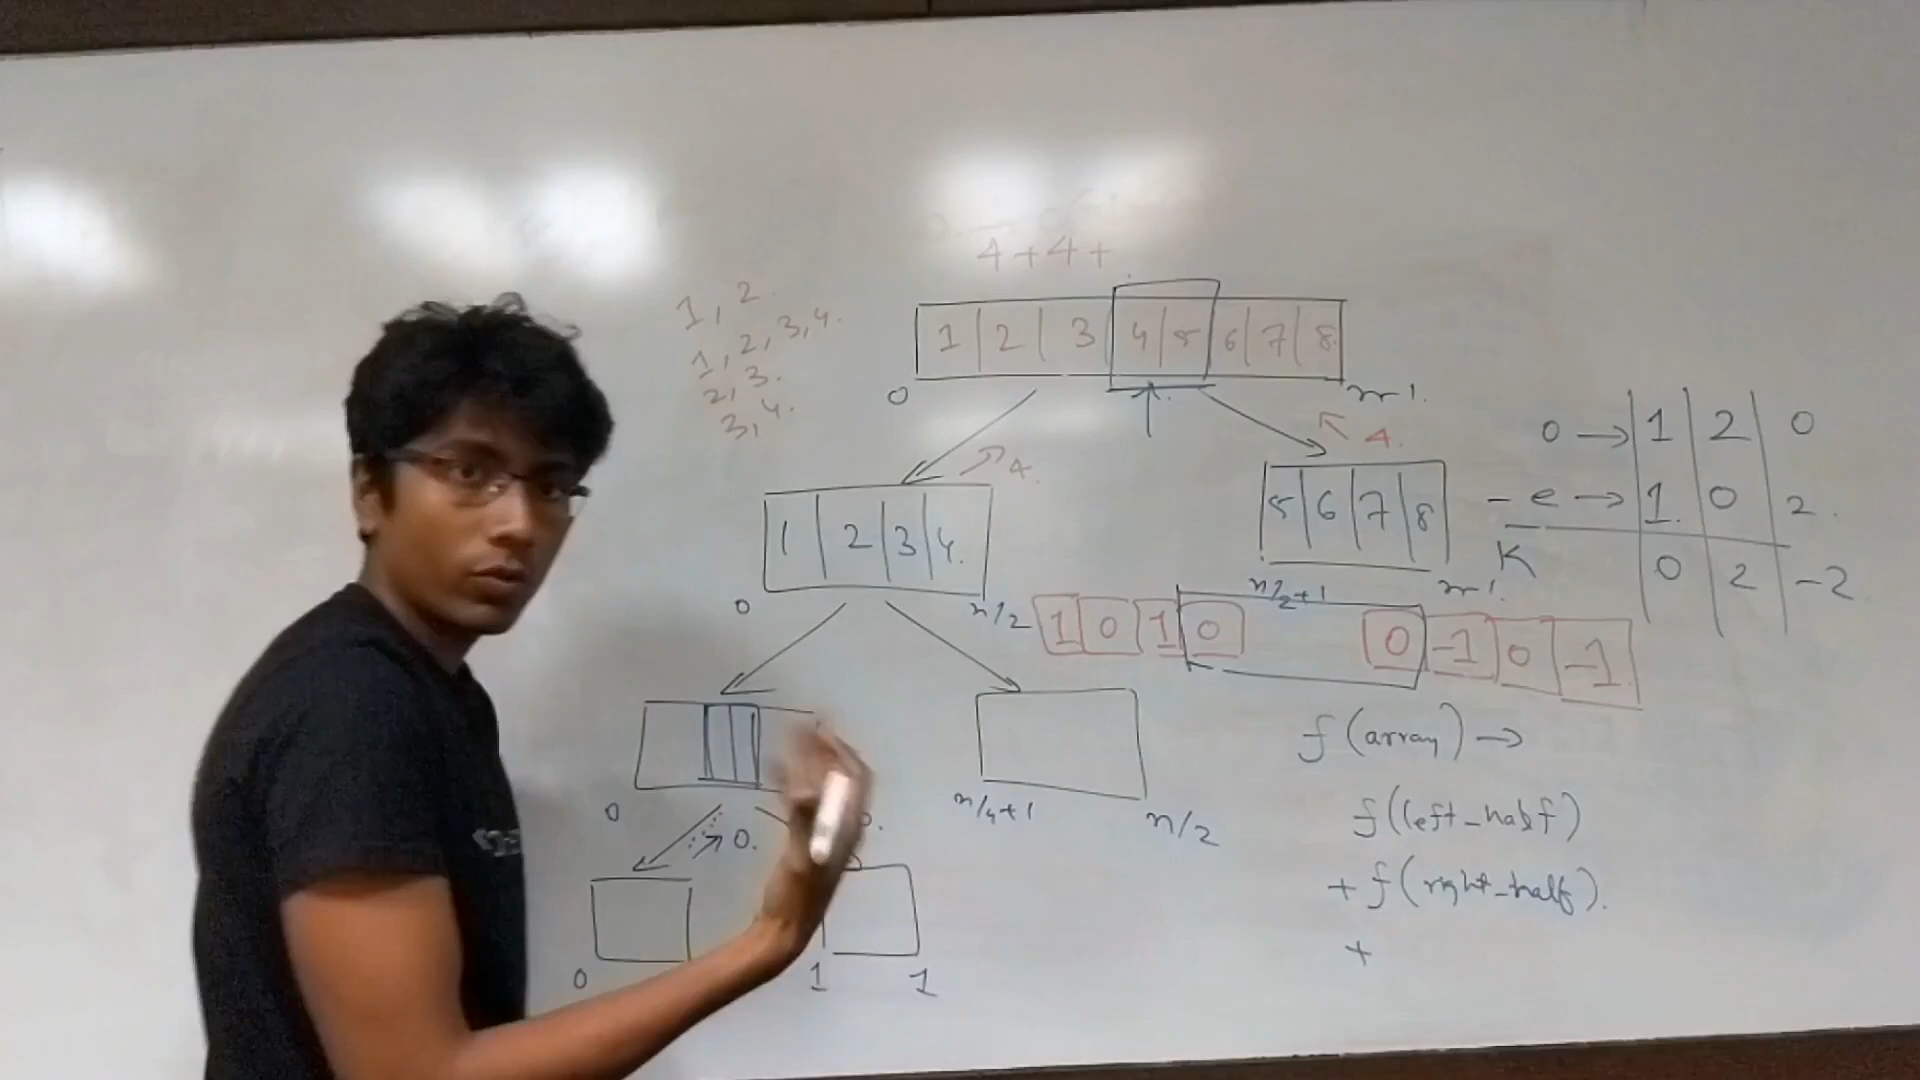 4+4+
1, 2
1, 2, 3, 4.
2, 3.
3, 4.
1 2 3 4 5 6 7 8
0 n-1.
4. 4.
1 2 3 4.
0 n/2
5 6 7 8
n/2+1 n-1.
0 → 1 2 0
- e → 1. 0 2.
K 0 2 -2
1 0 1 0 0 -1 0 -1
0
n/4+1 n/2
0.
0 1 1
f(array) →
f(left_half)
+ f(right_half).
+